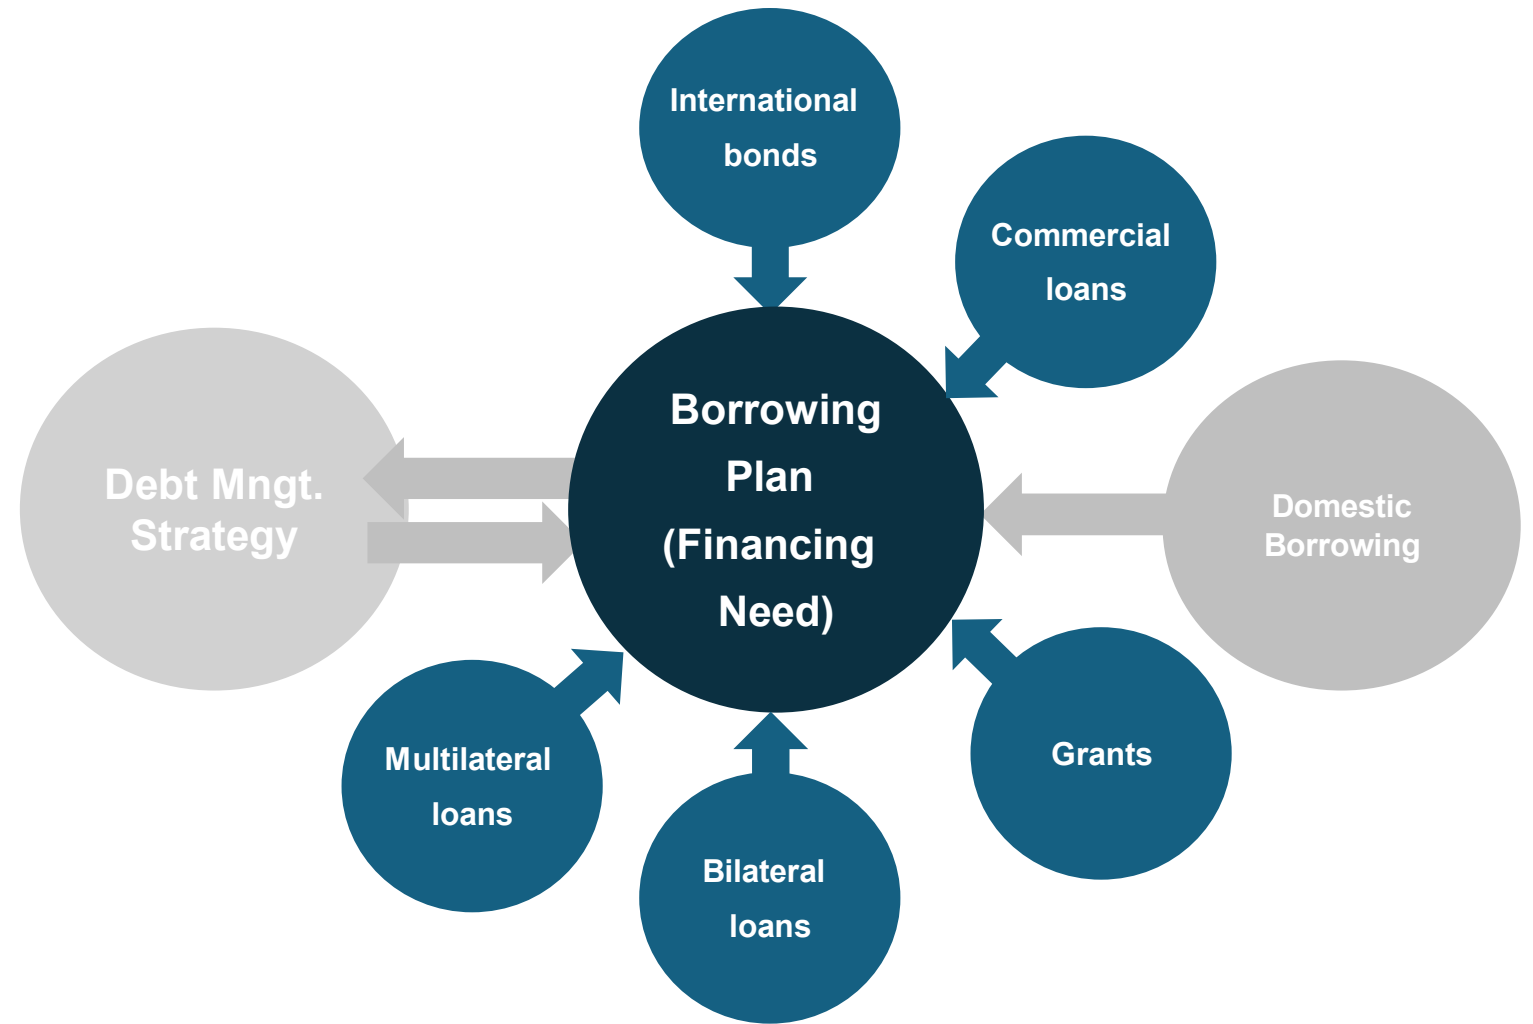 International
bonds
Commercial
loans
Borrowing
Plan
(Financing
Need)
Debt Mngt.
Strategy
Domestic
Borrowing
Multilateral
loans
Bilateral
loans
Grants